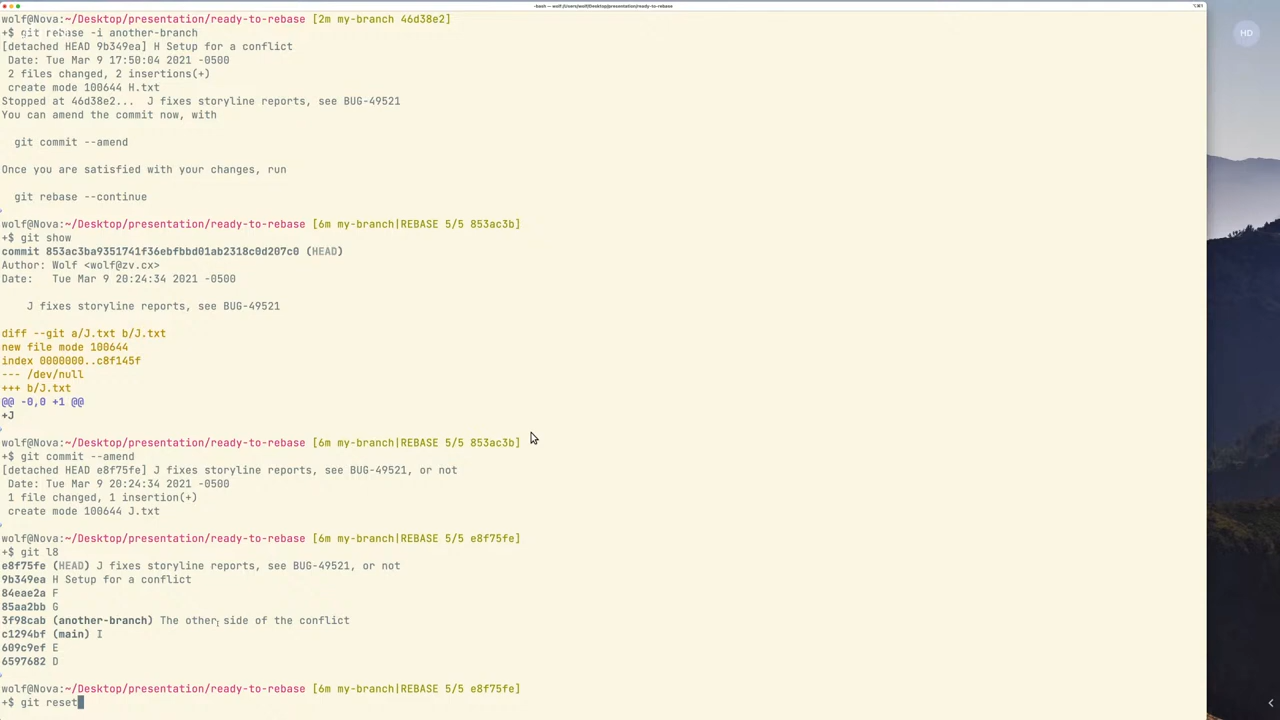 -bash — wolf /Users/wolf/Desktop/presentation/ready-to-rebase
⌥⌘1
wolf@Nova:~/Desktop/presentation/ready-to-rebase [2m my-branch 46d38e2]
+$ git rebase -i another-branch
[detached HEAD 9b349ea] H Setup for a conflict
 Date: Tue Mar 9 17:50:04 2021 -0500
 2 files changed, 2 insertions(+)
 create mode 100644 H.txt
Stopped at 46d38e2...  J fixes storyline reports, see BUG-49521
You can amend the commit now, with
  git commit --amend
Once you are satisfied with your changes, run
  git rebase --continue
wolf@Nova:~/Desktop/presentation/ready-to-rebase [6m my-branch|REBASE 5/5 853ac3b]
+$ git show
commit 853ac3ba9351741f36ebfbbd01ab2318c0d207c0 (HEAD)
Author: Wolf <wolf@zv.cx>
Date:   Tue Mar 9 20:24:34 2021 -0500
    J fixes storyline reports, see BUG-49521
diff --git a/J.txt b/J.txt
new file mode 100644
index 0000000..c8f145f
--- /dev/null
+++ b/J.txt
@@ -0,0 +1 @@
+J
wolf@Nova:~/Desktop/presentation/ready-to-rebase [6m my-branch|REBASE 5/5 853ac3b]
+$ git commit --amend
[detached HEAD e8f75fe] J fixes storyline reports, see BUG-49521, or not
 Date: Tue Mar 9 20:24:34 2021 -0500
 1 file changed, 1 insertion(+)
 create mode 100644 J.txt
wolf@Nova:~/Desktop/presentation/ready-to-rebase [6m my-branch|REBASE 5/5 e8f75fe]
+$ git l8
e8f75fe (HEAD) J fixes storyline reports, see BUG-49521, or not
9b349ea H Setup for a conflict
84eae2a F
85aa2bb G
3f98cab (another-branch) The other side of the conflict
c1294bf (main) I
609c9ef E
6597682 D
wolf@Nova:~/Desktop/presentation/ready-to-rebase [6m my-branch|REBASE 5/5 e8f75fe]
+$ git reset
HD